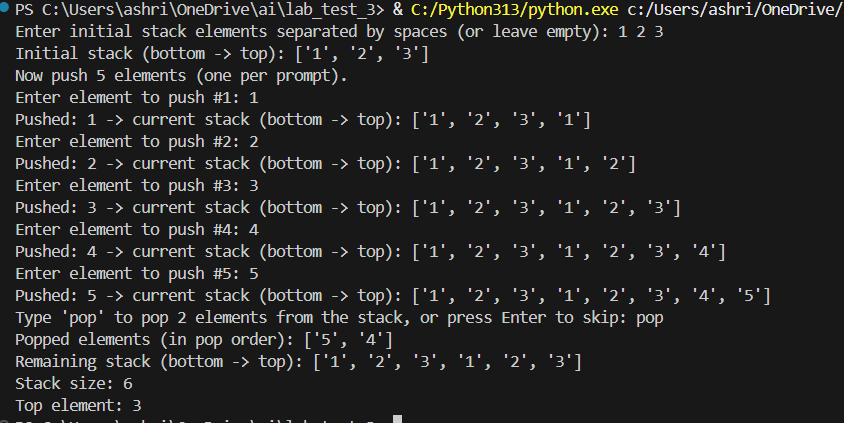 PS C:\Users\ashri\OneDrive\ai\lab_test_3> & C:/Python313/python.exe c:/Users/ashri/OneDrive/
Enter initial stack elements separated by spaces (or leave empty): 1 2 3
Initial stack (bottom -> top): ['1', '2', '3']
Now push 5 elements (one per prompt).
Enter element to push #1: 1
Pushed: 1 -> current stack (bottom -> top): ['1', '2', '3', '1']
Enter element to push #2: 2
Pushed: 2 -> current stack (bottom -> top): ['1', '2', '3', '1', '2']
Enter element to push #3: 3
Pushed: 3 -> current stack (bottom -> top): ['1', '2', '3', '1', '2', '3']
Enter element to push #4: 4
Pushed: 4 -> current stack (bottom -> top): ['1', '2', '3', '1', '2', '3', '4']
Enter element to push #5: 5
Pushed: 5 -> current stack (bottom -> top): ['1', '2', '3', '1', '2', '3', '4', '5']
Type 'pop' to pop 2 elements from the stack, or press Enter to skip: pop
Popped elements (in pop order): ['5', '4']
Remaining stack (bottom -> top): ['1', '2', '3', '1', '2', '3']
Stack size: 6
Top element: 3